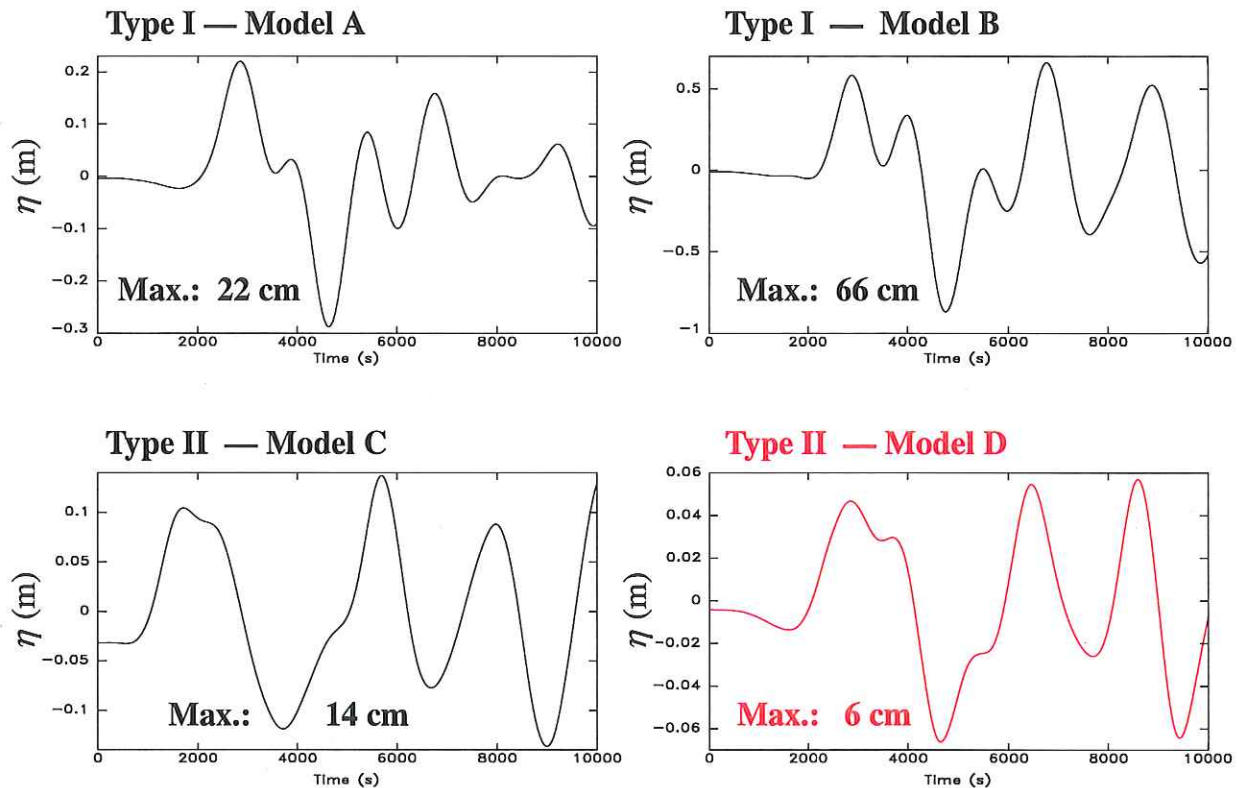 Type I — Model A
0.2
0.1
0
−0.1
−0.2
−0.3
η (m)
Max.: 22 cm
0 2000 4000 6000 8000 10000
Time (s)
Type I — Model B
0.5
0
−0.5
−1
η (m)
Max.: 66 cm
0 2000 4000 6000 8000 10000
Time (s)
Type II — Model C
0.1
0.05
0
−0.05
−0.1
η (m)
Max.: 14 cm
0 2000 4000 6000 8000 10000
Time (s)
Type II — Model D
0.06
0.04
0.02
0
−0.02
−0.04
−0.06
η (m)
Max.: 6 cm
0 2000 4000 6000 8000 10000
Time (s)